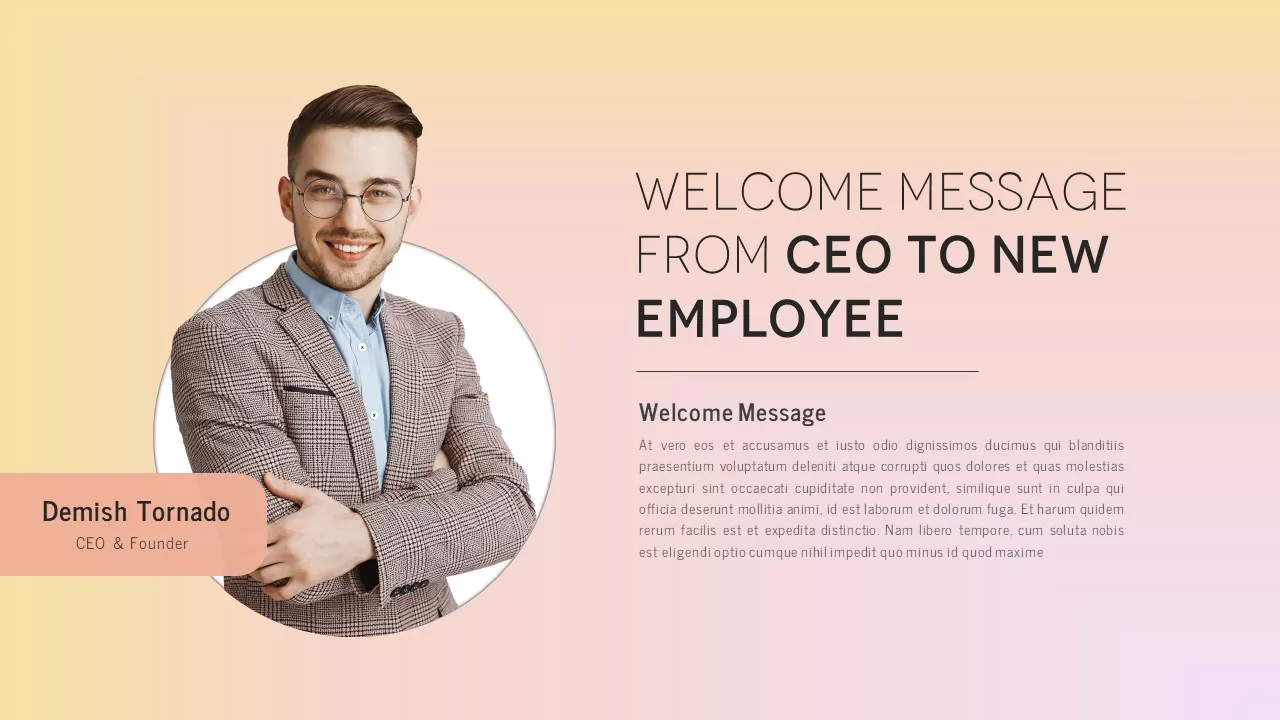 WELCOME MESSAGE
FROM CEO TO NEW
EMPLOYEE
Welcome Message
At vero eos et accusamus et iusto odio dignissimos ducimus qui blanditiis
praesentium voluptatum deleniti atque corrupti quos dolores et quas molestias
excepturi sint occaecati cupiditate non provident, similique sunt in culpa qui
officia deserunt mollitia animi, id est laborum et dolorum fuga. Et harum quidem
rerum facilis est et expedita distinctio. Nam libero tempore, cum soluta nobis
est eligendi optio cumque nihil impedit quo minus id quod maxime
Demish Tornado
CEO & Founder